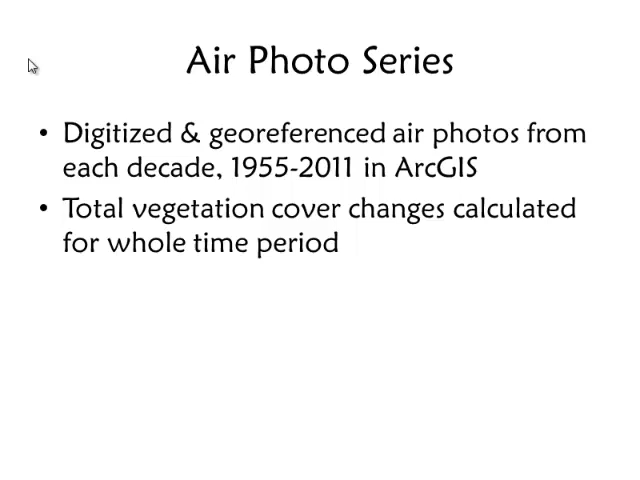 Air Photo Series
• Digitized & georeferenced air photos from
each decade, 1955-2011 in ArcGIS
• Total vegetation cover changes calculated
for whole time period